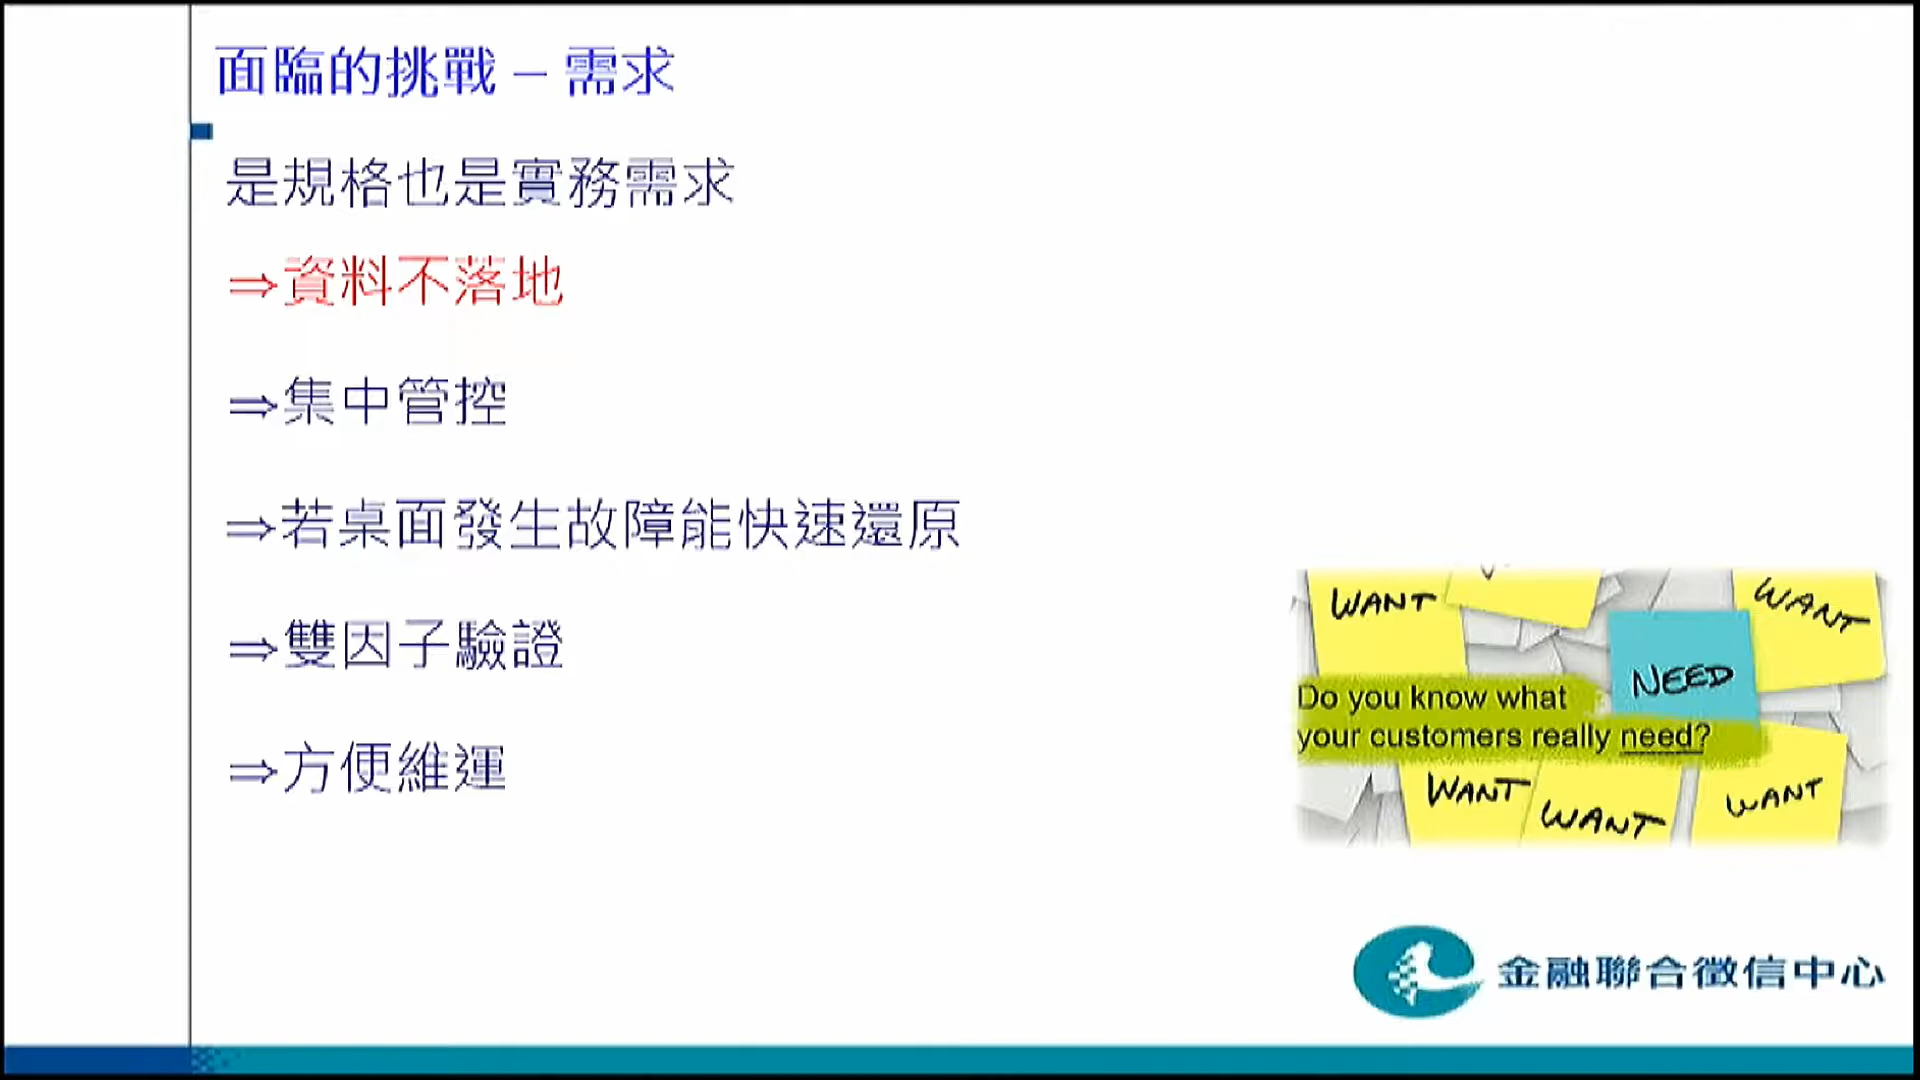 面臨的挑戰 – 需求
是規格也是實務需求
⇒資料不落地
⇒集中管控
⇒若桌面發生故障能快速還原
⇒雙因子驗證
⇒方便維運
WANT
WANT
NEED
Do you know what
your customers really need?
WANT
WANT
WANT
金融聯合徵信中心